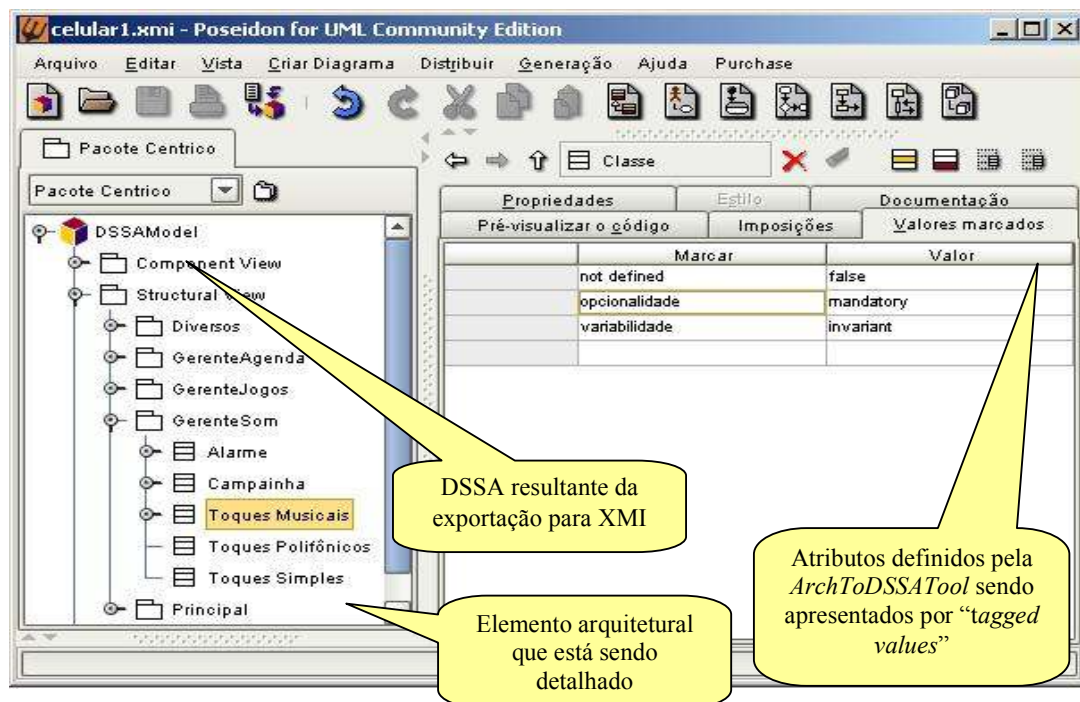 celular1.xmi - Poseidon for UML Community Edition
Arquivo Editar Vista Criar Diagrama Distribuir Generação Ajuda Purchase
Pacote Centrico
Pacote Centrico
DSSAModel
Component View
Structural View
Diversos
GerenteAgenda
GerenteJogos
GerenteSom
Alarme
Campainha
Toques Musicais
Toques Polifônicos
Toques Simples
Principal
Classe
Propriedades Estilo Documentação
Pré-visualizar o código Imposições Valores marcados
Marcar Valor
not defined false
opcionalidade mandatory
variabilidade invariant
DSSA resultante da
exportação para XMI
Elemento arquitetural
que está sendo
detalhado
Atributos definidos pela
ArchToDSSATool sendo
apresentados por “tagged
values”